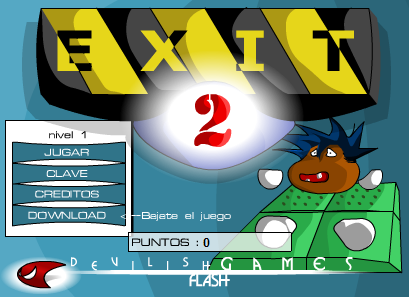 EXIT
2
nivel 1
JUGAR
CLAVE
CREDITOS
DOWNLOAD <--Bajate el juego
PUNTOS : 0
DEVILISH GAMES
FLASH